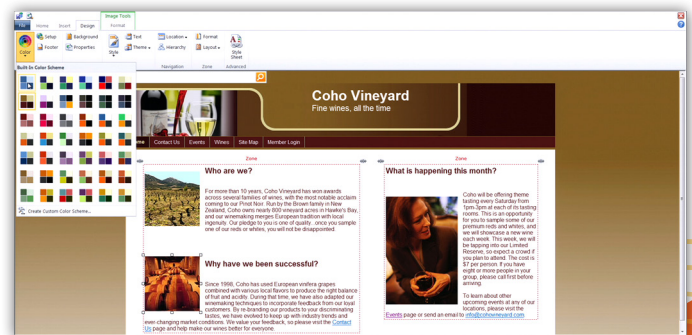 Image Tools
File Home Insert Design Format
Color
Setup
Footer
Background
Properties
Style
Text
Theme
Location
Hierarchy
Format
Layout
Style Sheet
Navigation Zone Advanced
Built In Color Scheme
Create Custom Color Scheme...
Coho Vineyard
Fine wines, all the time
me Contact Us Events Wines Site Map Member Login
Zone
Who are we?
For more than 10 years, Coho Vineyard has won awards
across several families of wines, with the most notable acclaim
coming to our Pinot Noir. Run by the Brown family in New
Zealand, Coho owns nearly 800 vineyard acres in Hawke's Bay,
and our winemaking merges European tradition with local
ingenuity. Our pledge to you is one of quality...once you sample
one of our reds or whites, you will not be disappointed.
Why have we been successful?
Since 1998, Coho has used European vinifera grapes
combined with various local flavors to produce the right balance
of fruit and acidity. During that time, we have also adapted our
winemaking techniques to incorporate feedback from our loyal
customers. By re-branding our products to your discriminating
tastes, we have evolved to keep up with industry trends and
ever-changing market conditions. We value your feedback, so please visit the Contact
Us page and help make our wines better for everyone.
Zone
What is happening this month?
Coho will be offering theme
tasting every Saturday from
1pm-3pm at each of its tasting
rooms. This is an opportunity
for you to sample some of our
premium reds and whites, and
we will showcase a new wine
each week. This week, we will
be tapping into our Limited
Reserve, so expect a crowd if
you plan to attend. The cost is
$7 per person. If you have
eight or more people in your
group, please call first before
arriving.
To learn about other
upcoming events at any of our
locations, please visit the
Events page or send an email to info@cohovineyard.com.